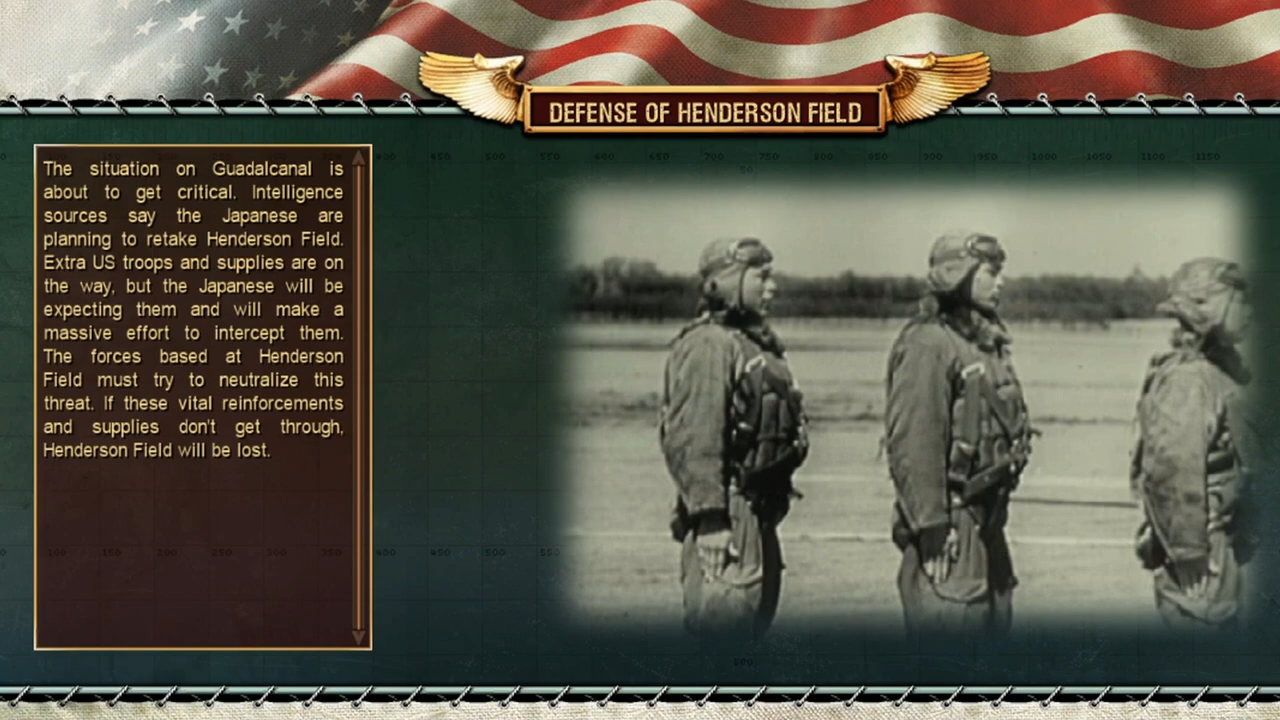 DEFENSE OF HENDERSON FIELD
The situation on Guadalcanal is
about to get critical. Intelligence
sources say the Japanese are
planning to retake Henderson Field.
Extra US troops and supplies are on
the way, but the Japanese will be
expecting them and will make a
massive effort to intercept them.
The forces based at Henderson
Field must try to neutralize this
threat. If these vital reinforcements
and supplies don't get through,
Henderson Field will be lost.